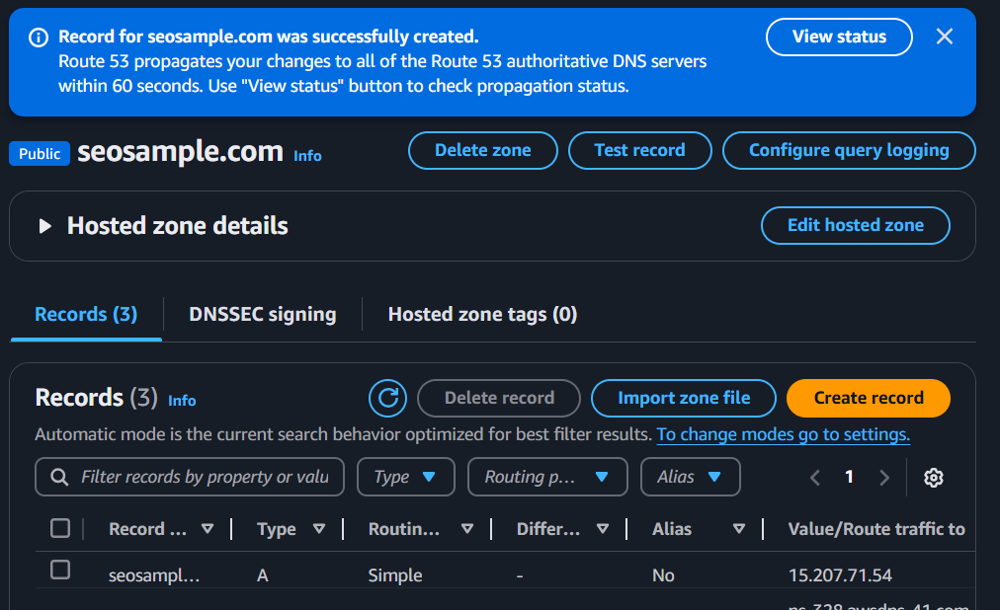 Record for seosample.com was successfully created.
Route 53 propagates your changes to all of the Route 53 authoritative DNS servers
within 60 seconds. Use "View status" button to check propagation status.
View status
Public seosample.com Info
Delete zone
Test record
Configure query logging
Hosted zone details
Edit hosted zone
Records (3)
DNSSEC signing
Hosted zone tags (0)
Records (3) Info
Delete record
Import zone file
Create record
Automatic mode is the current search behavior optimized for best filter results. To change modes go to settings.
Filter records by property or valu
Type
Routing p...
Alias
1
Record ... Type Routin... Differ... Alias Value/Route traffic to
seosampl... A Simple - No 15.207.71.54
ns-328.awsdns-41.com